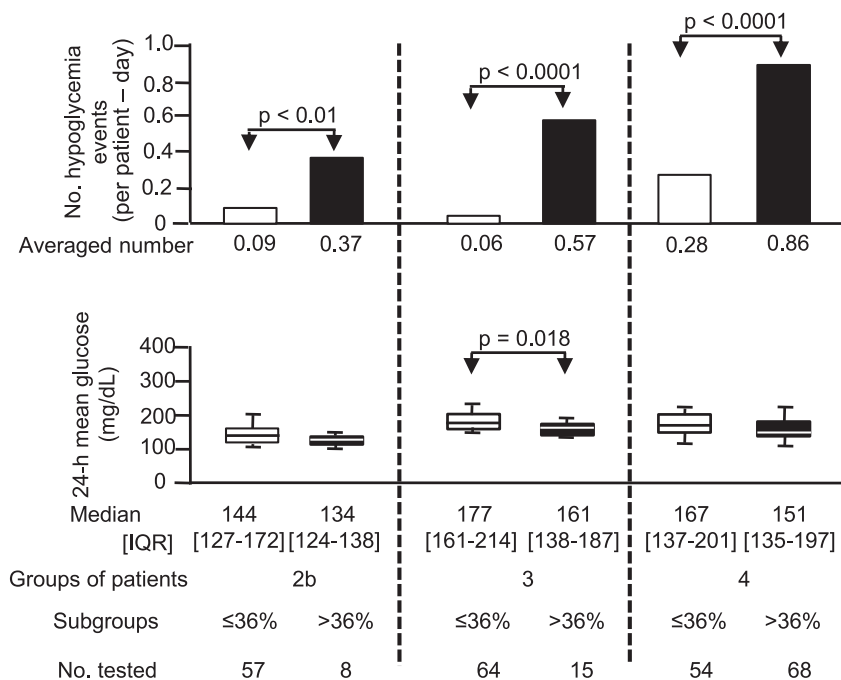 No. hypoglycemia
events
(per patient – day)
1.0
0.8
0.6
0.4
0.2
0
p < 0.01
p < 0.0001
p < 0.0001
Averaged number 0.09 0.37 0.06 0.57 0.28 0.86
24-h mean glucose
(mg/dL)
400
300
200
100
0
p = 0.018
Median 144 134 177 161 167 151
[IQR] [127-172] [124-138] [161-214] [138-187] [137-201] [135-197]
Groups of patients 2b 3 4
Subgroups ≤36% >36% ≤36% >36% ≤36% >36%
No. tested 57 8 64 15 54 68